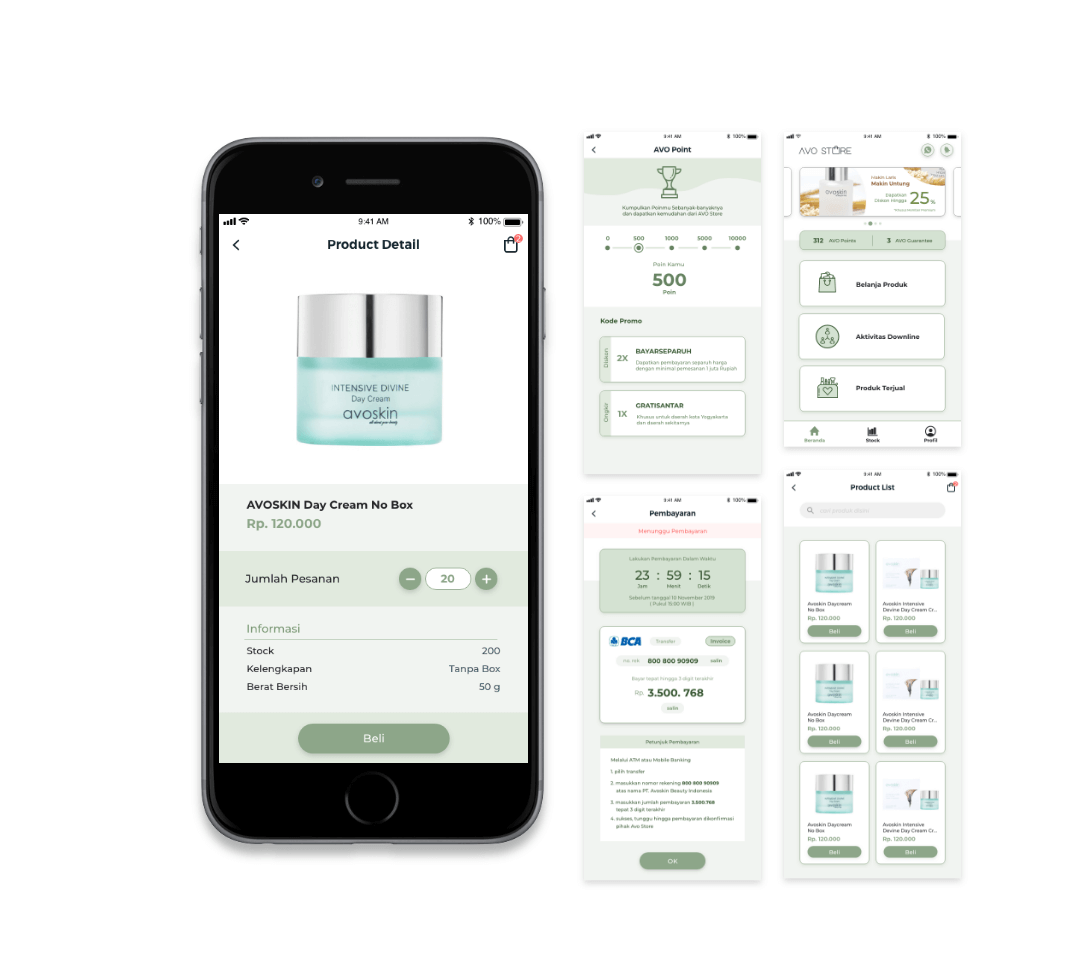 9:41 AM
100%
Product Detail
2
INTENSIVE DIVINE
Day Cream
avoskin
AVOSKIN Day Cream No Box
Rp. 120.000
Jumlah Pesanan
20
Informasi
Stock 200
Kelengkapan Tanpa Box
Berat Bersih 50 g
Beli
9:41 AM 100%
AVO Point
Kumpulkan Poinmu Sebanyak-banyaknya
dan dapatkan kemudahan dari AVO Store
0 500 1000 5000 10000
Poin Kamu
500
Poin
Kode Promo
Diskon
2X
BAYARSEPARUH
Dapatkan pembayaran separuh harga
dengan minimal pemesanan 1 juta Rupiah
Ongkir
1X
GRATISANTAR
Khusus untuk daerah kota Yogyakarta
dan daerah sekitarnya
9:41 AM 100%
Pembayaran
Menunggu Pembayaran
Lakukan Pembayaran Dalam Waktu
23 : 59 : 15
Jam Menit Detik
Sebelum tanggal 15 November 2019
( Pukul 15:00 WIB )
BCA Transfer Invoice
no. rek 800 800 90909 salin
Bayar tepat hingga 3 digit terakhir
Rp. 3.500. 768
salin
Petunjuk Pembayaran
Melalui ATM atau Mobile Banking
1. pilih transfer
2. masukkan nomor rekening 800 800 90909
atas nama PT. Avoskin Beauty Indonesia
3. masukkan jumlah pembayaran 3.500.768
tepat 3 digit terakhir
4. sukses, tunggu hingga pembayaran dikonfirmasi
pihak Avo Store
OK
9:41 AM 100%
AVO STORE
avoskin
Makin Laris
Makin Untung
Dapatkan
Diskon Hingga
25%
312 AVO Points 3 AVO Guarantee
Belanja Produk
Aktivitas Downline
Produk Terjual
Beranda Stock Profil
9:41 AM 100%
Product List
cari produk disini
Avoskin Daycream
No Box
Rp. 120.000
Beli
Avoskin Intensive
Devine Day Cream Cr...
Rp. 120.000
Beli
Avoskin Daycream
No Box
Rp. 120.000
Beli
Avoskin Intensive
Devine Day Cream Cr...
Rp. 120.000
Beli
Avoskin Daycream
No Box
Rp. 120.000
Beli
Avoskin Intensive
Devine Day Cream Cr...
Rp. 120.000
Beli